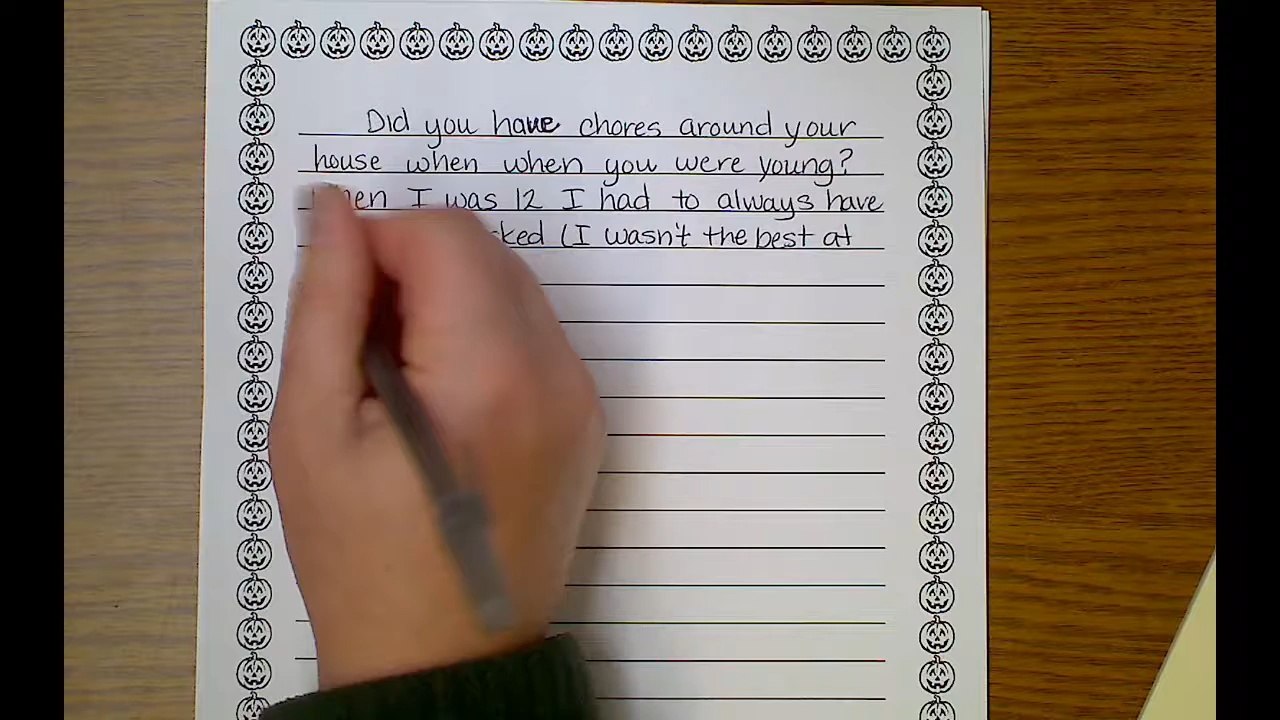 Did you have chores around your
house when when you were young?
When I was 12 I had to always have
(I wasn't the best at